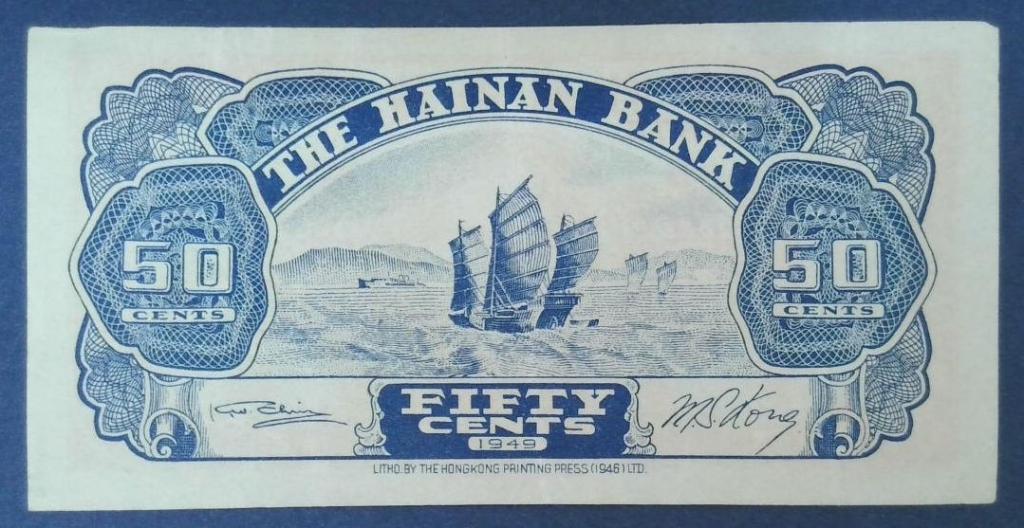 THE HAINAN BANK
50
CENTS
50
CENTS
FIFTY
CENTS
1949
LITHO. BY THE HONGKONG PRINTING PRESS (1946) LTD.